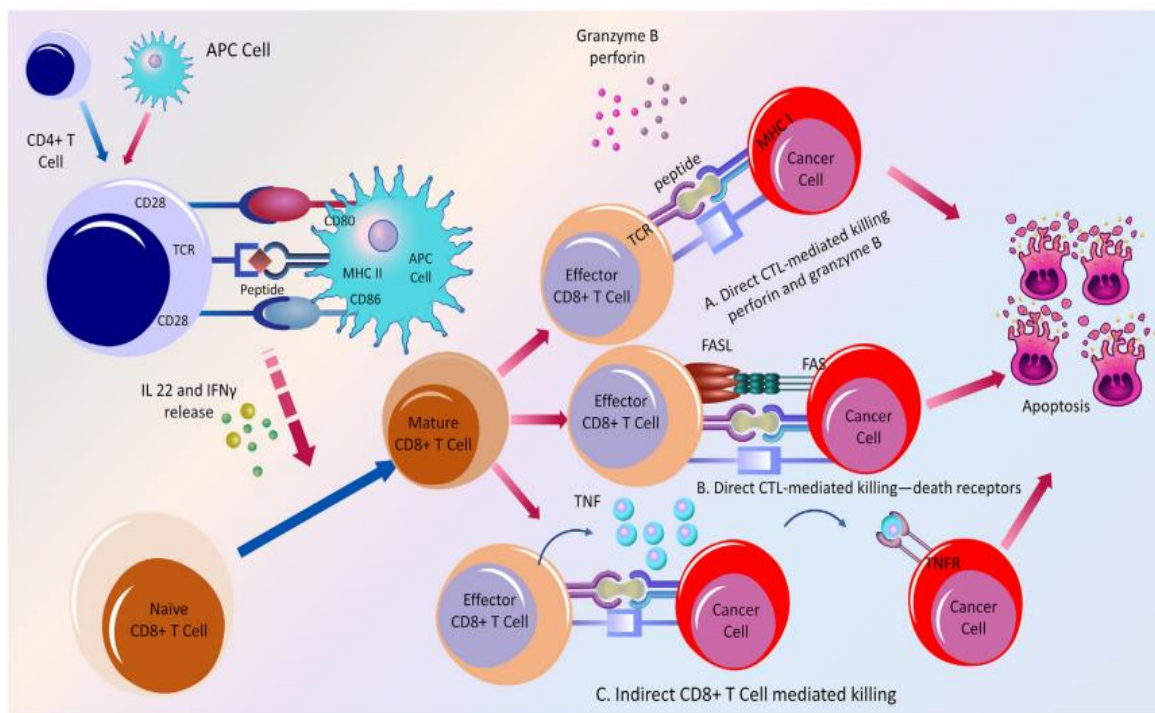 APC Cell
CD4+ T
Cell
CD28
CD80
TCR
MHC II
APC
Cell
Peptide
CD86
CD28
IL 22 and IFNγ
release
Naïve
CD8+ T Cell
Mature
CD8+ T Cell
Granzyme B
perforin
MHC I
Cancer
Cell
peptide
TCR
Effector
CD8+ T Cell
A. Direct CTL-mediated killing
perforin and granzyme B
FASL
FAS
Effector
CD8+ T Cell
Cancer
Cell
B. Direct CTL-mediated killing—death receptors
Apoptosis
TNF
Effector
CD8+ T Cell
Cancer
Cell
TNFR
Cancer
Cell
C. Indirect CD8+ T Cell mediated killing